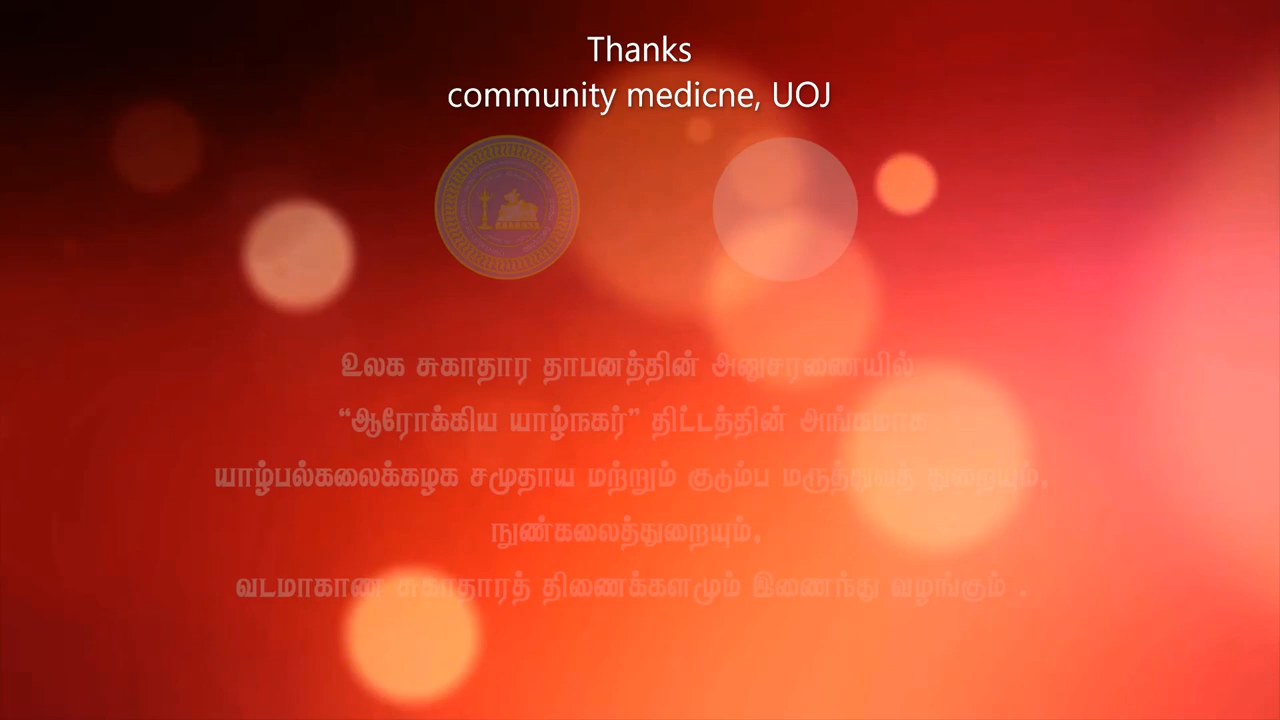 Thanks
community medicne, UOJ
உலக சுகாதார தாபனத்தின் அனுசரணையில்
“ஆரோக்கிய யாழ்நகர்” திட்டத்தின் அங்கமாக
யாழ்பல்கலைக்கழக சமுதாய மற்றும் குடும்ப மருத்துவத் துறையும்,
நுண்கலைத்துறையும்,
வடமாகாண சுகாதாரத் திணைக்களமும் இணைந்து வழங்கும் .